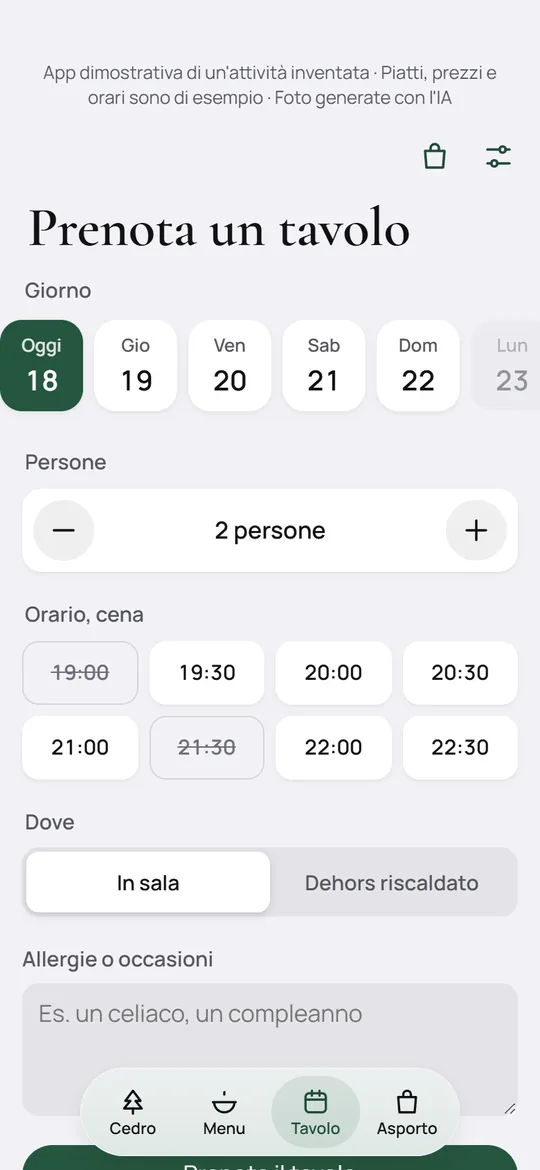 App dimostrativa di un'attività inventata · Piatti, prezzi e
orari sono di esempio · Foto generate con l'IA
Prenota un tavolo
Giorno
Oggi Gio Ven Sab Dom Lun
18 19 20 21 22 23
Persone
2 persone
Orario, cena
19:00 19:30 20:00 20:30
21:00 21:30 22:00 22:30
Dove
In sala Dehors riscaldato
Allergie o occasioni
Es. un celiaco, un compleanno
Cedro Menu Tavolo Asporto
Prenota il tavolo